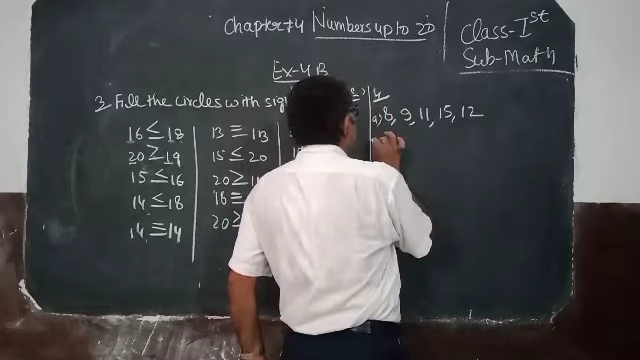 Chapter-4 Numbers up to 20
Class-Ist
Sub-Math
Ex-4B
3. Fill the circles with sig
16 ≤ 18
20 ≥ 19
15 ≤ 16
14 ≤ 18
14 ≡ 14
13 ≡ 13
15 ≤ 20
20 ≥
18 ≡
20 ≥
4
a, 8, 9, 11, 15, 12